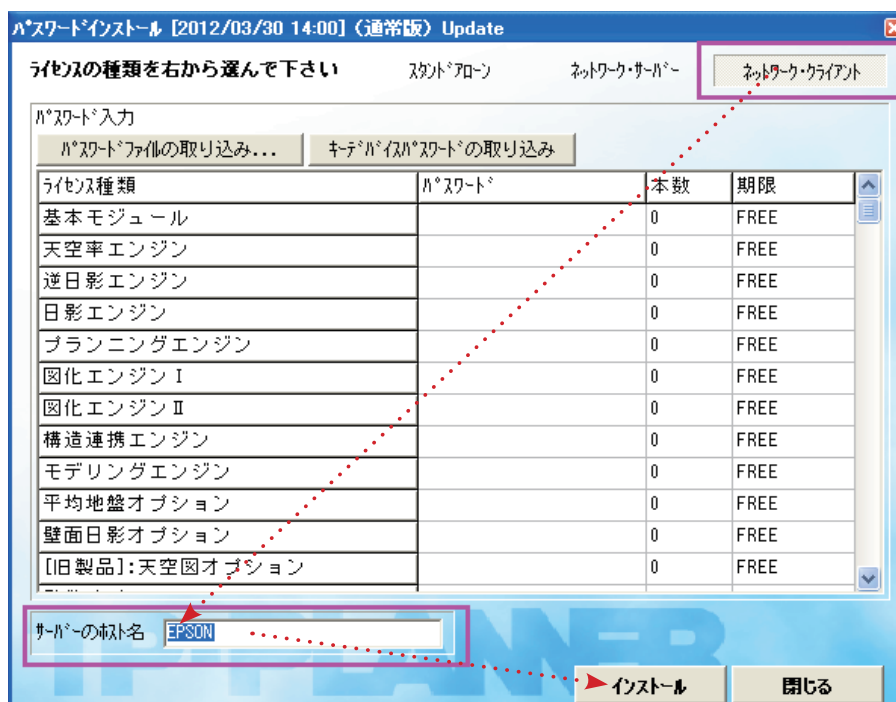 ﾊﾟｽﾜｰﾄﾞｲﾝｽﾄｰﾙ [2012/03/30 14:00] (通常版) Update
ﾗｲｾﾝｽの種類を右から選んで下さい ｽﾀﾝﾄﾞｱﾛｰﾝ ﾈｯﾄﾜｰｸ･ｻｰﾊﾞｰ ﾈｯﾄﾜｰｸ･ｸﾗｲｱﾝﾄ
ﾊﾟｽﾜｰﾄﾞ入力
ﾊﾟｽﾜｰﾄﾞﾌｧｲﾙの取り込み... ｷｰﾃﾞﾊﾞｲｽﾊﾟｽﾜｰﾄﾞの取り込み
ﾗｲｾﾝｽ種類 ﾊﾟｽﾜｰﾄﾞ 本数 期限
基本モジュール 0 FREE
天空率エンジン 0 FREE
逆日影エンジン 0 FREE
日影エンジン 0 FREE
プランニングエンジン 0 FREE
図化エンジンⅠ 0 FREE
図化エンジンⅡ 0 FREE
構造連携エンジン 0 FREE
モデリングエンジン 0 FREE
平均地盤オプション 0 FREE
壁面日影オプション 0 FREE
[旧製品]:天空図オプション 0 FREE
ｻｰﾊﾞｰのﾎｽﾄ名 EPSON
PLANNER
ｲﾝｽﾄｰﾙ 閉じる